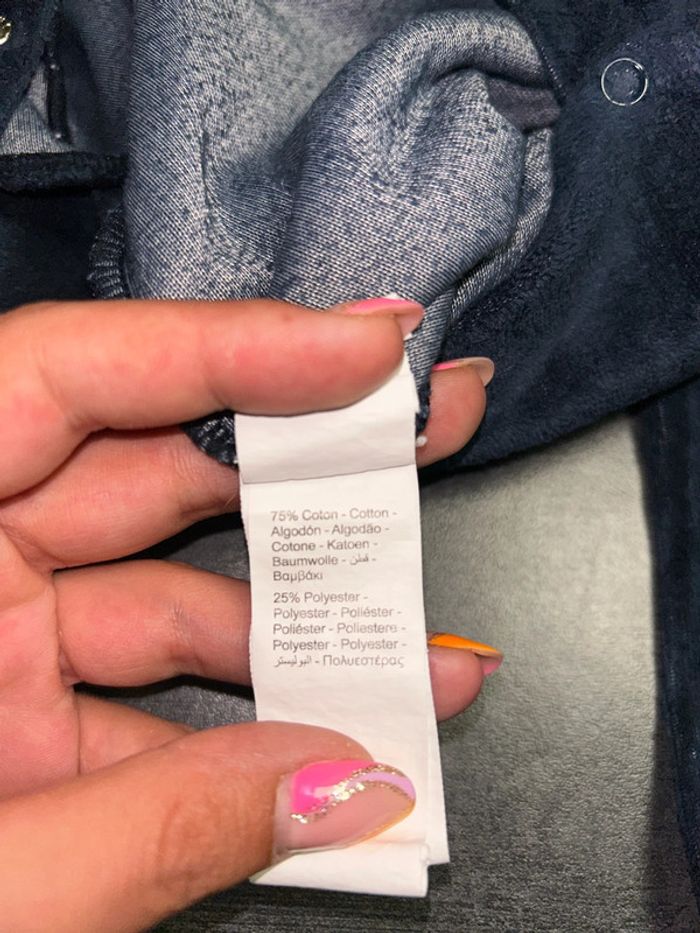 75% Coton - Cotton -
Algodón - Algodão -
Cotone - Katoen -
Baumwolle - قطن -
Βαμβάκι
25% Polyester -
Polyester - Poliéster -
Poliéster - Poliestere -
Polyester - Polyester -
البوليستر - Πολυεστέρας